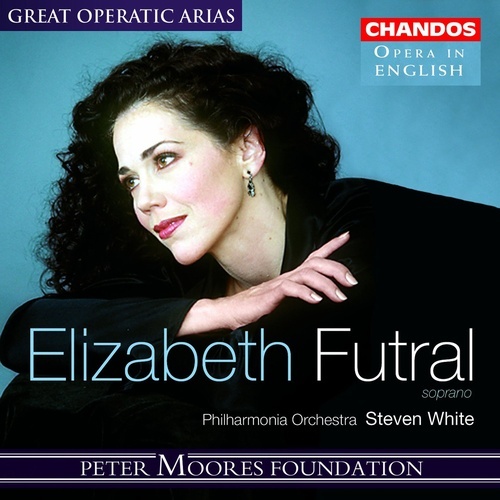 GREAT OPERATIC ARIAS
CHANDOS
OPERA IN
ENGLISH
Elizabeth Futral
soprano
Philharmonia Orchestra Steven White
PETER MOORES FOUNDATION